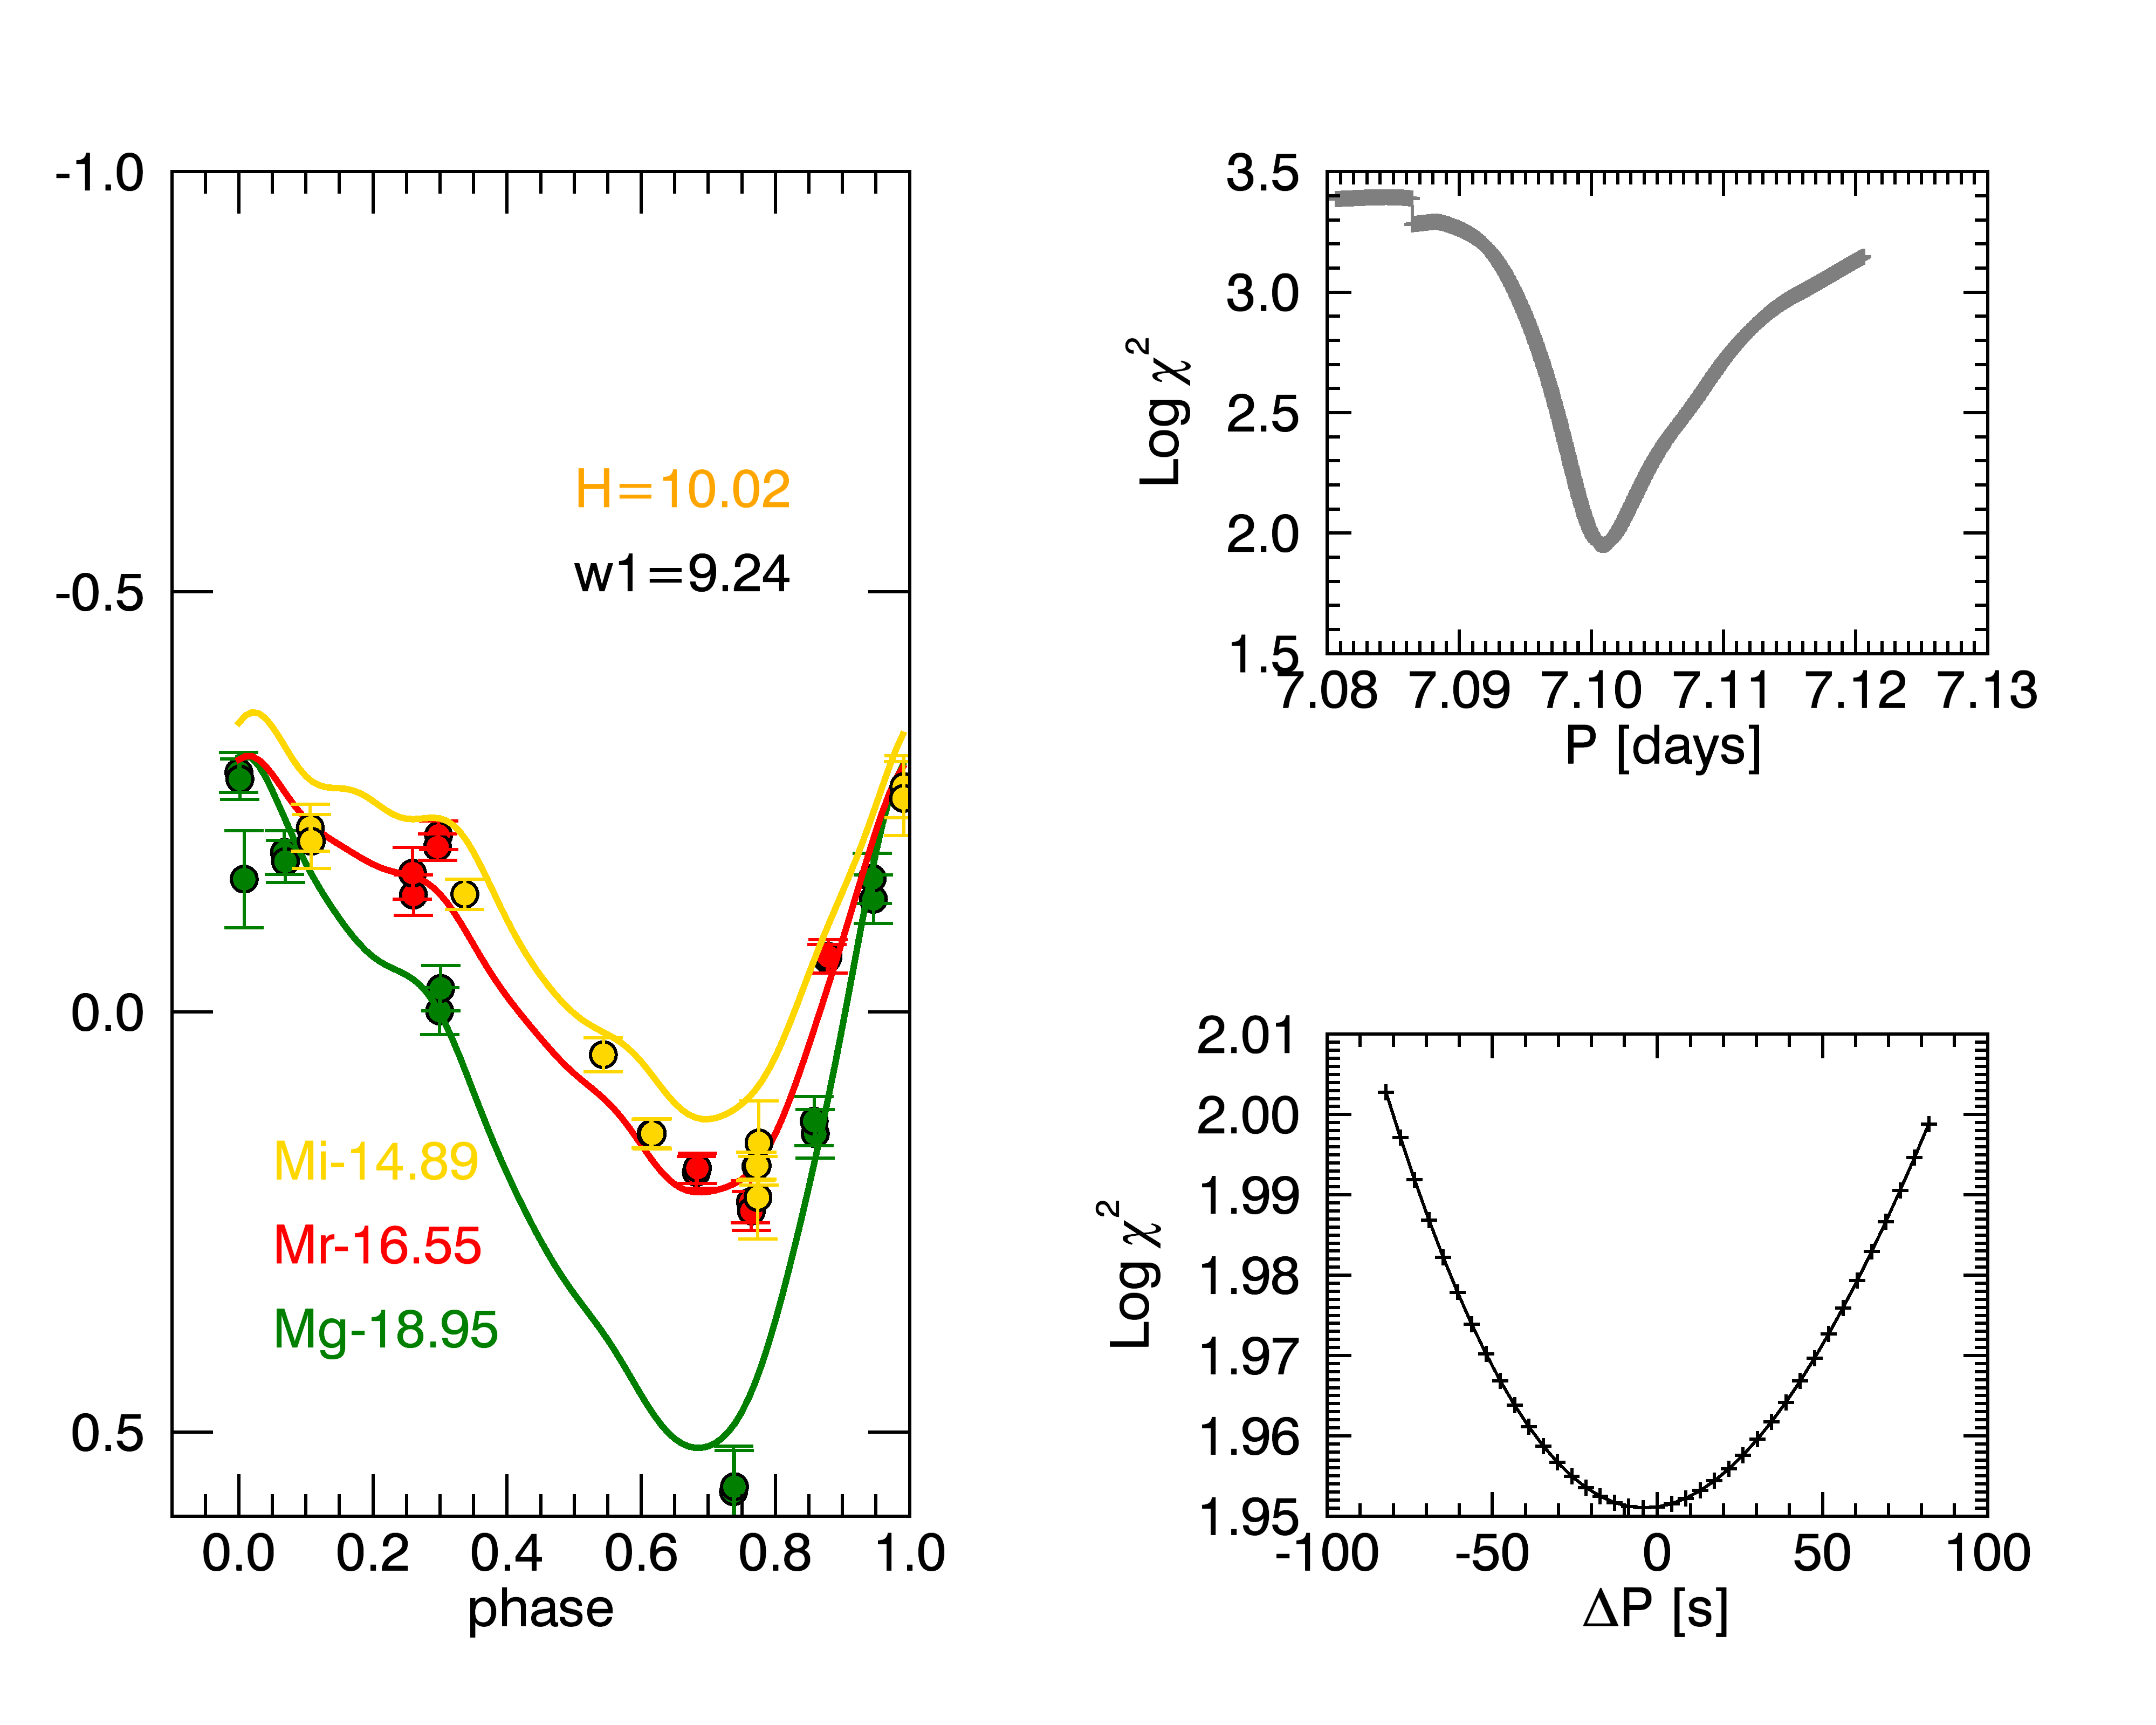 -1.0
-0.5
0.0
0.5
H=10.02
w1=9.24
Mi-14.89
Mr-16.55
Mg-18.95
0.0 0.2 0.4 0.6 0.8 1.0
phase
3.5
3.0
2.5
2.0
1.5
Log χ²
7.08 7.09 7.10 7.11 7.12 7.13
P [days]
2.01
2.00
1.99
1.98
1.97
1.96
1.95
Log χ²
-100 -50 0 50 100
ΔP [s]